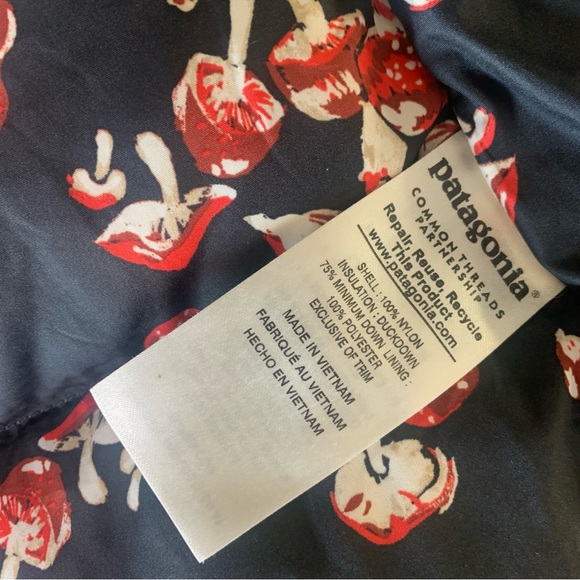 patagonia®
COMMON THREADS
PARTNERSHIP
Repair, Reuse, Recycle
This Product
www.patagonia.com
SHELL : 100% NYLON
INSULATION : DUCKDOWN
75% MINIMUM DOWN LINING :
100% POLYESTER
EXCLUSIVE OF TRIM
MADE IN VIETNAM
FABRIQUÉ AU VIETNAM
HECHO EN VIETNAM